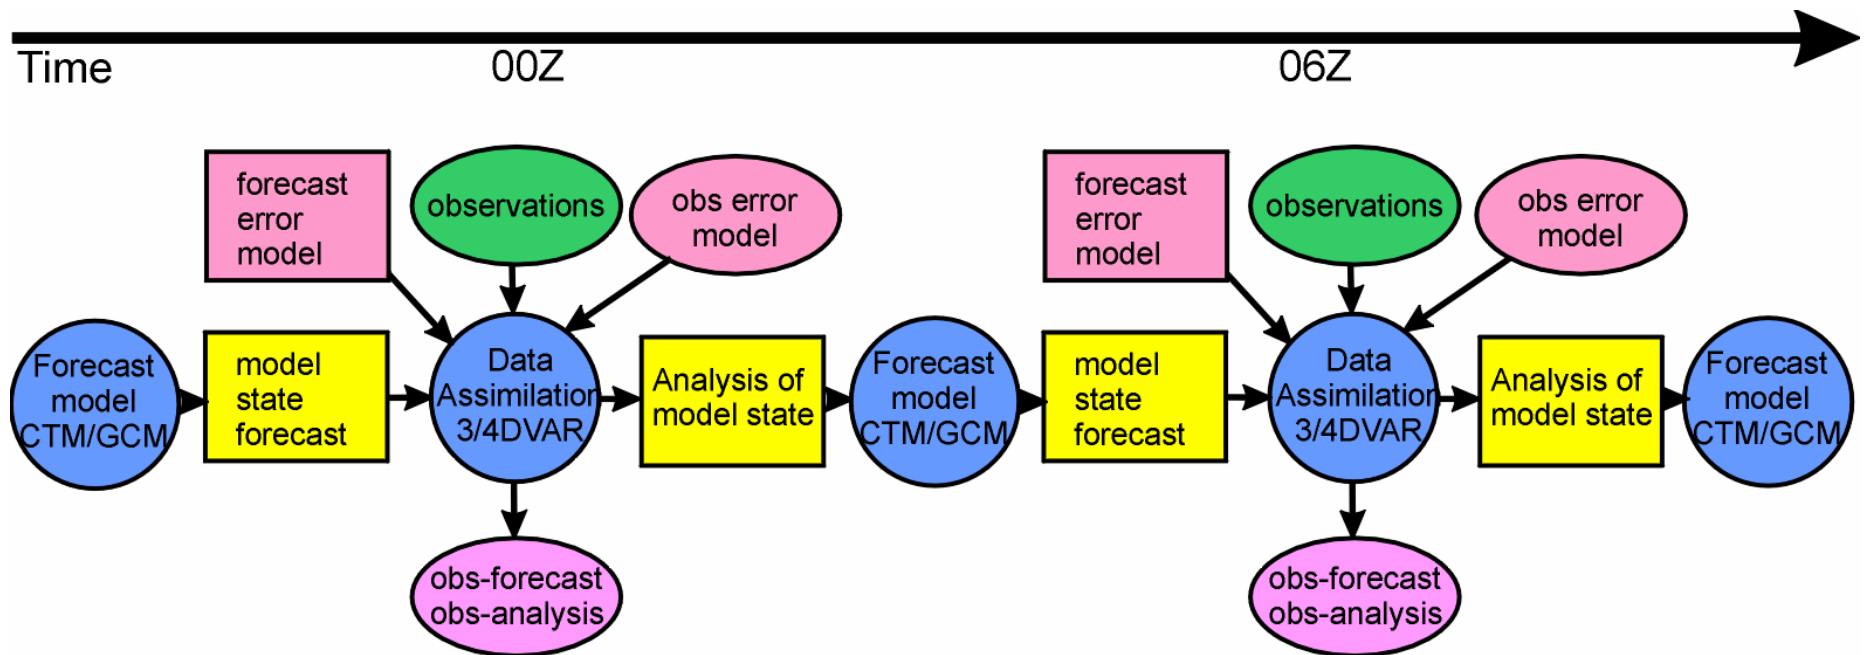 Time
00Z
06Z
forecast
error
model
observations
obs error
model
forecast
error
model
observations
obs error
model
Forecast
model
CTM/GCM
model
state
forecast
Data
Assimilation
3/4DVAR
Analysis of
model state
Forecast
model
CTM/GCM
model
state
forecast
Data
Assimilation
3/4DVAR
Analysis of
model state
Forecast
model
CTM/GCM
obs-forecast
obs-analysis
obs-forecast
obs-analysis